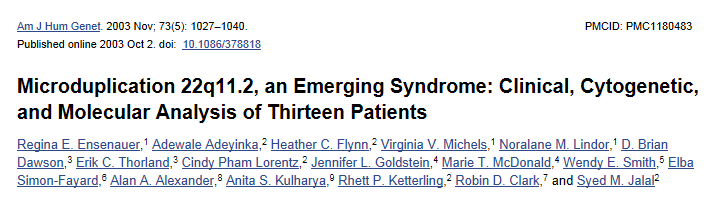 Am J Hum Genet. 2003 Nov; 73(5): 1027–1040. PMCID: PMC1180483
Published online 2003 Oct 2. doi: 10.1086/378818
Microduplication 22q11.2, an Emerging Syndrome: Clinical, Cytogenetic,
and Molecular Analysis of Thirteen Patients
Regina E. Ensenauer,1 Adewale Adeyinka,2 Heather C. Flynn,2 Virginia V. Michels,1 Noralane M. Lindor,1 D. Brian
Dawson,3 Erik C. Thorland,3 Cindy Pham Lorentz,2 Jennifer L. Goldstein,4 Marie T. McDonald,4 Wendy E. Smith,5 Elba
Simon-Fayard,6 Alan A. Alexander,8 Anita S. Kulharya,9 Rhett P. Ketterling,2 Robin D. Clark,7 and Syed M. Jalal2